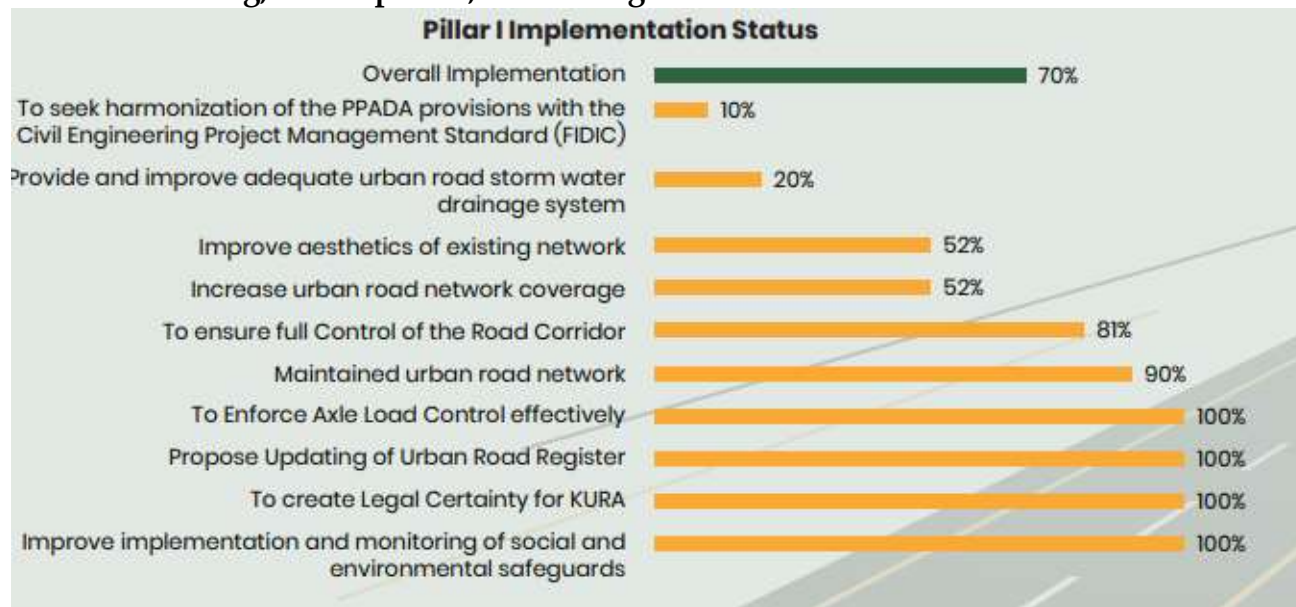 Pillar I Implementation Status
Overall Implementation 70%
To seek harmonization of the PPADA provisions with the 10%
Civil Engineering Project Management Standard (FIDIC)
Provide and improve adequate urban road storm water 20%
drainage system
Improve aesthetics of existing network 52%
Increase urban road network coverage 52%
To ensure full Control of the Road Corridor 81%
Maintained urban road network 90%
To Enforce Axle Load Control effectively 100%
Propose Updating of Urban Road Register 100%
To create Legal Certainty for KURA 100%
Improve implementation and monitoring of social and 100%
environmental safeguards